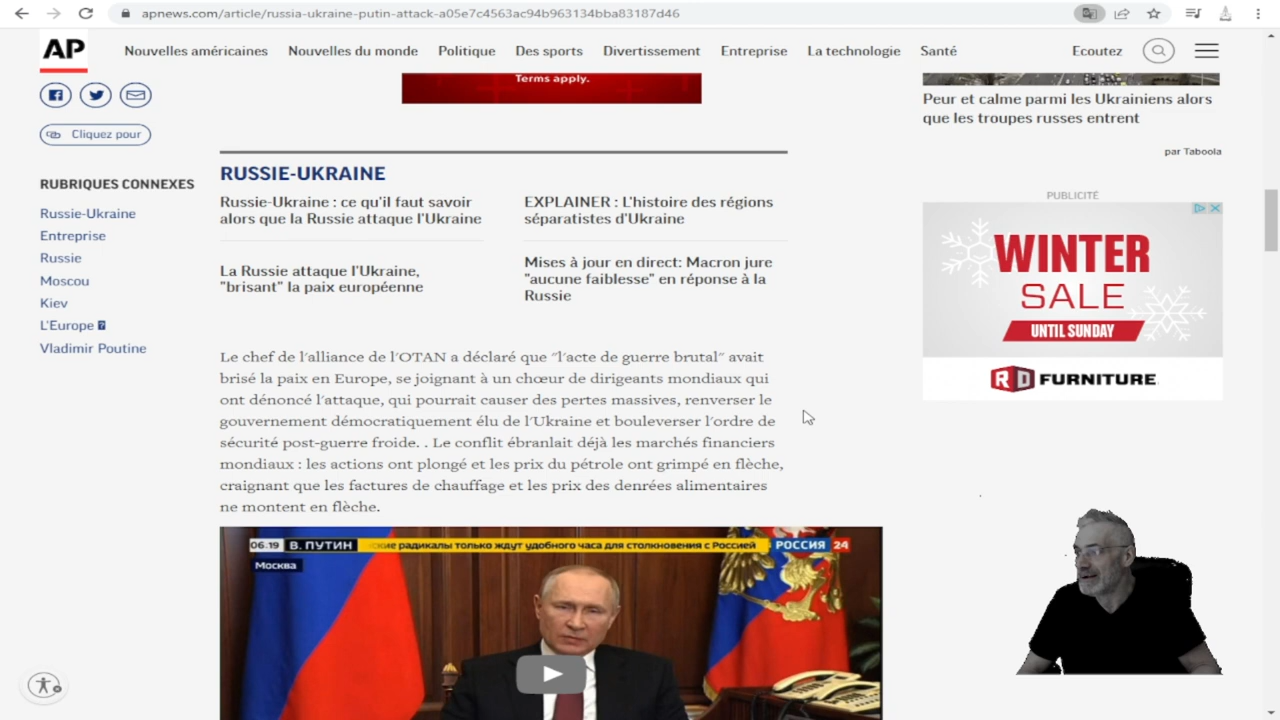 apnews.com/article/russia-ukraine-putin-attack-a05e7c4563ac94b963134bba83187d46
AP
Nouvelles américaines
Nouvelles du monde
Politique
Des sports
Divertissement
Entreprise
La technologie
Santé
Ecoutez
Terms apply.
Cliquez pour
RUBRIQUES CONNEXES
Russie-Ukraine
Entreprise
Russie
Moscou
Kiev
L'Europe
Vladimir Poutine
RUSSIE-UKRAINE
Russie-Ukraine : ce qu'il faut savoir
alors que la Russie attaque l'Ukraine
EXPLAINER : L'histoire des régions
séparatistes d'Ukraine
La Russie attaque l'Ukraine,
"brisant" la paix européenne
Mises à jour en direct: Macron jure
"aucune faiblesse" en réponse à la
Russie
Le chef de l'alliance de l'OTAN a déclaré que "l'acte de guerre brutal" avait
brisé la paix en Europe, se joignant à un chœur de dirigeants mondiaux qui
ont dénoncé l'attaque, qui pourrait causer des pertes massives, renverser le
gouvernement démocratiquement élu de l'Ukraine et bouleverser l'ordre de
sécurité post-guerre froide. . Le conflit ébranlait déjà les marchés financiers
mondiaux : les actions ont plongé et les prix du pétrole ont grimpé en flèche,
craignant que les factures de chauffage et les prix des denrées alimentaires
ne montent en flèche.
06.19 В. ПУТИН ские радикалы только ждут удобного часа для столкновения с Россией РОССИЯ 24
Москва
Peur et calme parmi les Ukrainiens alors
que les troupes russes entrent
par Taboola
PUBLICITÉ
WINTER
SALE
UNTIL SUNDAY
RD FURNITURE